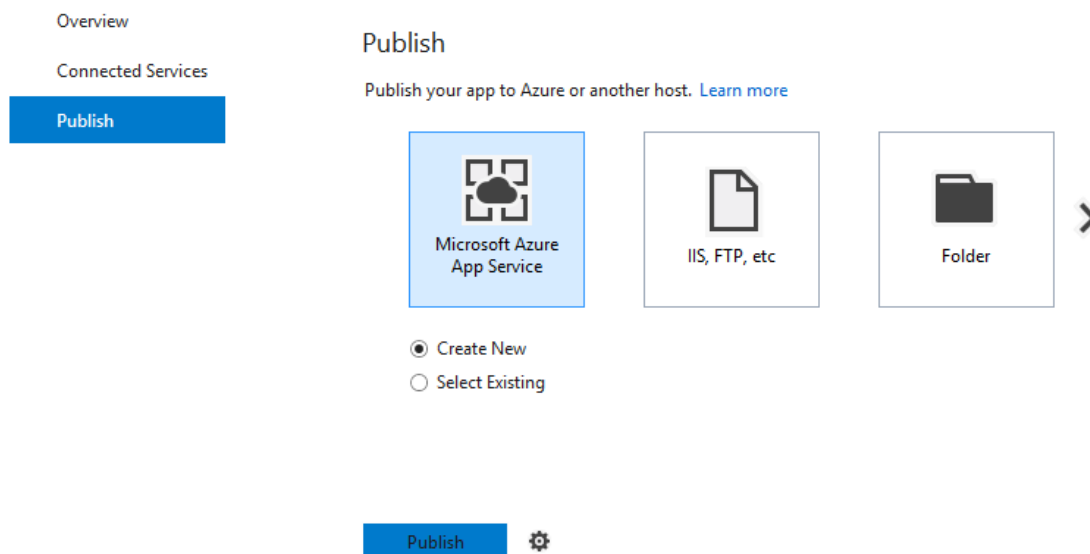 Overview
Connected Services
Publish
Publish
Publish your app to Azure or another host. Learn more
Microsoft Azure
App Service
IIS, FTP, etc
Folder
Create New
Select Existing
Publish